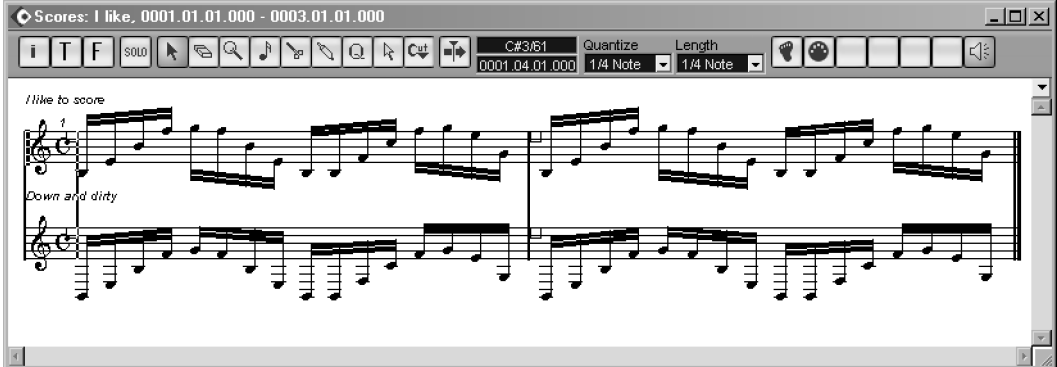 Scores: I like, 0001.01.01.000 - 0003.01.01.000
i T F SOLO Q Cut C#3/61 Quantize Length
0001.04.01.000 1/4 Note 1/4 Note
I like to score
1
Down and dirty